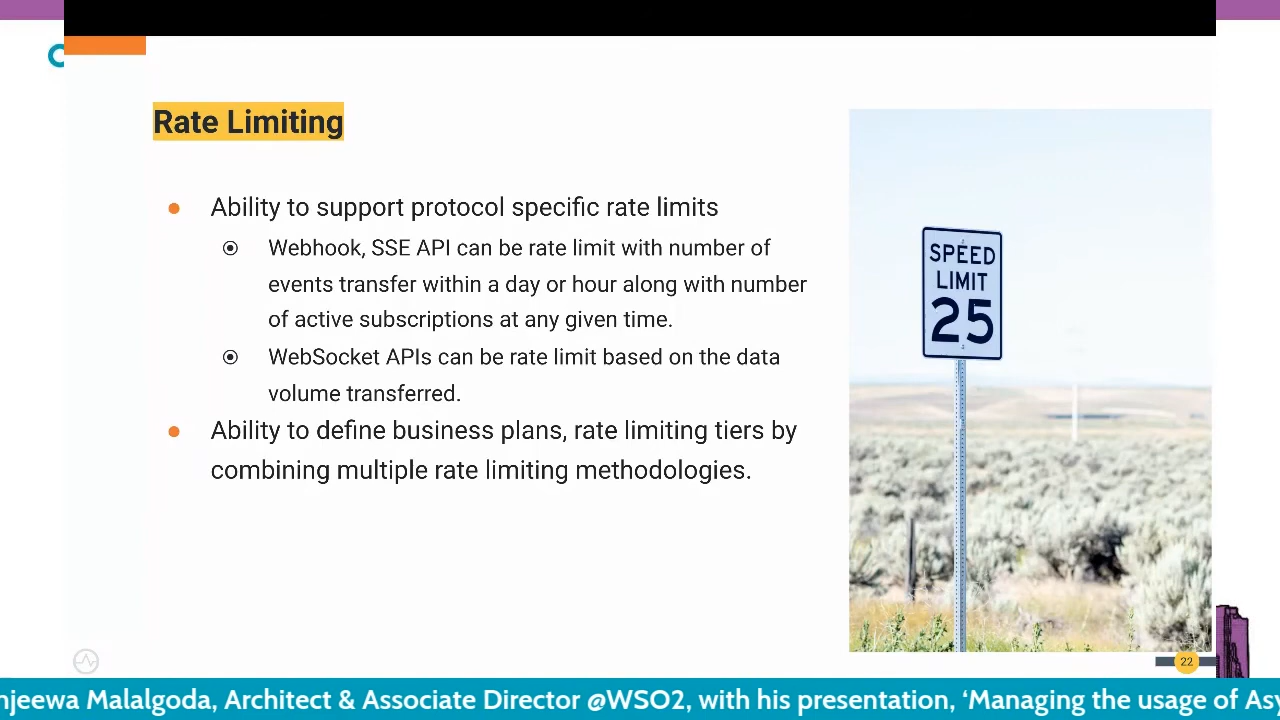 Rate Limiting
● Ability to support protocol specific rate limits
Webhook, SSE API can be rate limit with number of
events transfer within a day or hour along with number
of active subscriptions at any given time.
WebSocket APIs can be rate limit based on the data
volume transferred.
● Ability to define business plans, rate limiting tiers by
combining multiple rate limiting methodologies.
SPEED
LIMIT
25
22
njeewa Malalgoda, Architect & Associate Director @WSO2, with his presentation, ‘Managing the usage of Asy